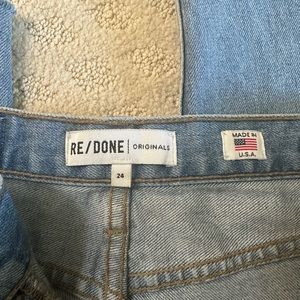 RE/DONE | ORIGINALS
24
MADE IN
U.S.A.